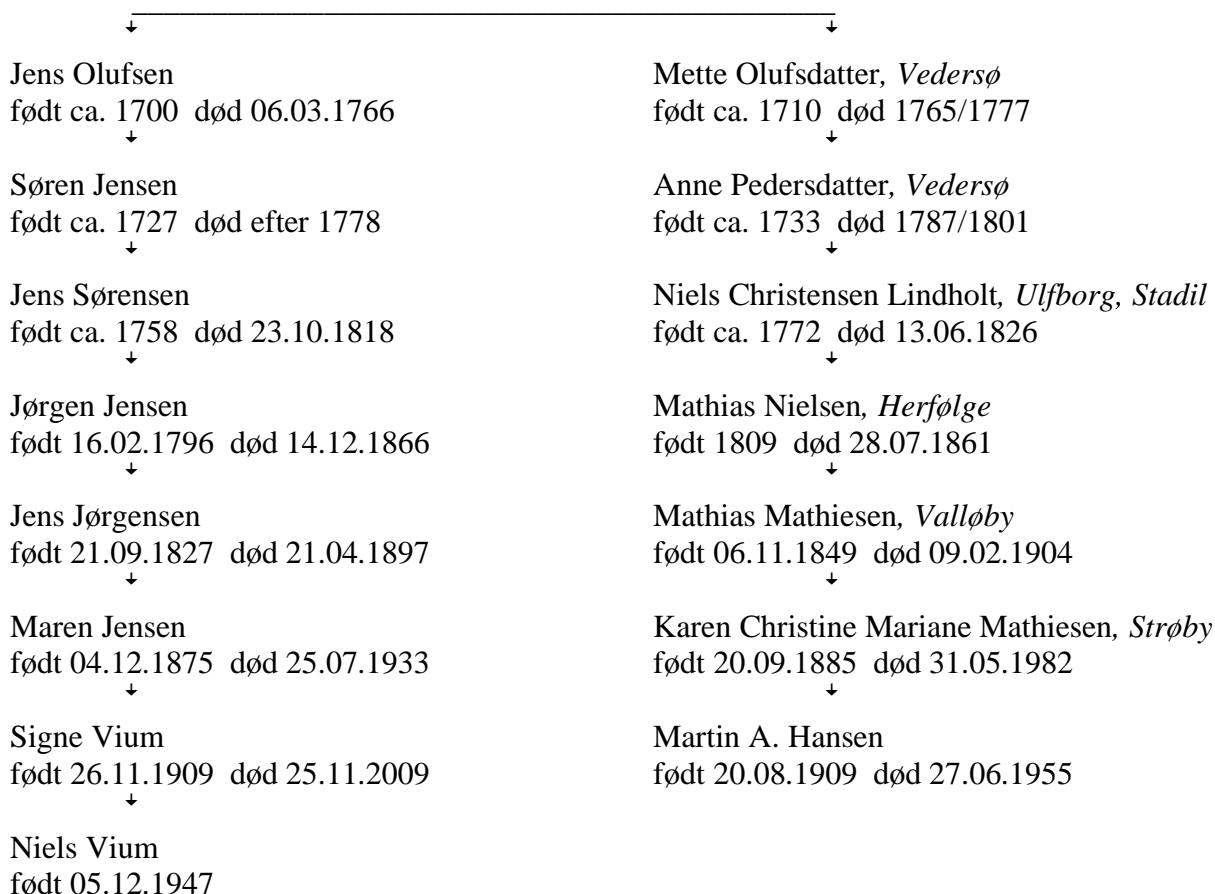 Jens Olufsen
født ca. 1700 død 06.03.1766
Søren Jensen
født ca. 1727 død efter 1778
Jens Sørensen
født ca. 1758 død 23.10.1818
Jørgen Jensen
født 16.02.1796 død 14.12.1866
Jens Jørgensen
født 21.09.1827 død 21.04.1897
Maren Jensen
født 04.12.1875 død 25.07.1933
Signe Vium
født 26.11.1909 død 25.11.2009
Niels Vium
født 05.12.1947
Mette Olufsdatter, Vedersø
født ca. 1710 død 1765/1777
Anne Pedersdatter, Vedersø
født ca. 1733 død 1787/1801
Niels Christensen Lindholt, Ulfborg, Stadil
født ca. 1772 død 13.06.1826
Mathias Nielsen, Herfølge
født 1809 død 28.07.1861
Mathias Mathiesen, Valløby
født 06.11.1849 død 09.02.1904
Karen Christine Mariane Mathiesen, Strøby
født 20.09.1885 død 31.05.1982
Martin A. Hansen
født 20.08.1909 død 27.06.1955